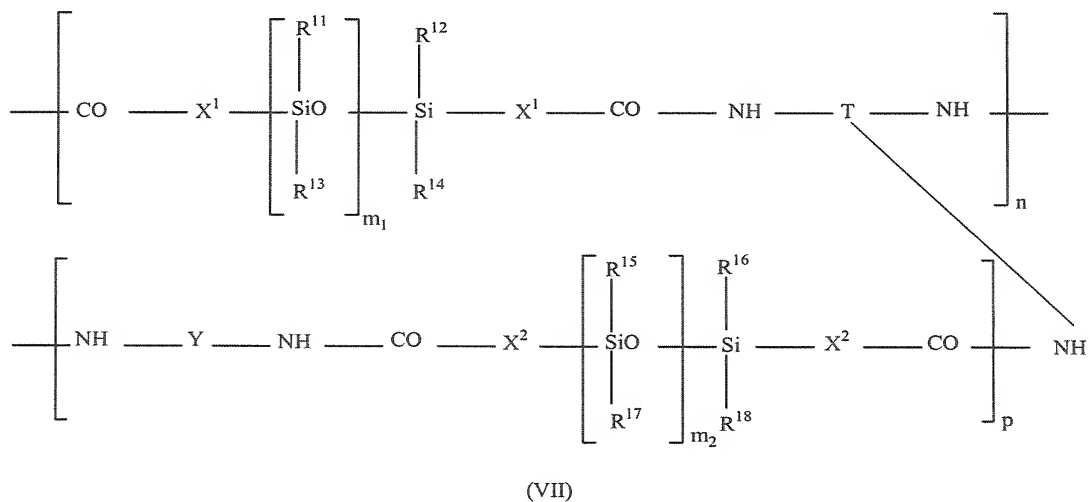 R¹¹ R¹²
CO X¹ SiO Si X¹ CO NH T NH
R¹³ R¹⁴
m₁ n
R¹⁵ R¹⁶
NH Y NH CO X² SiO Si X² CO NH
R¹⁷ R¹⁸
m₂ p
(VII)